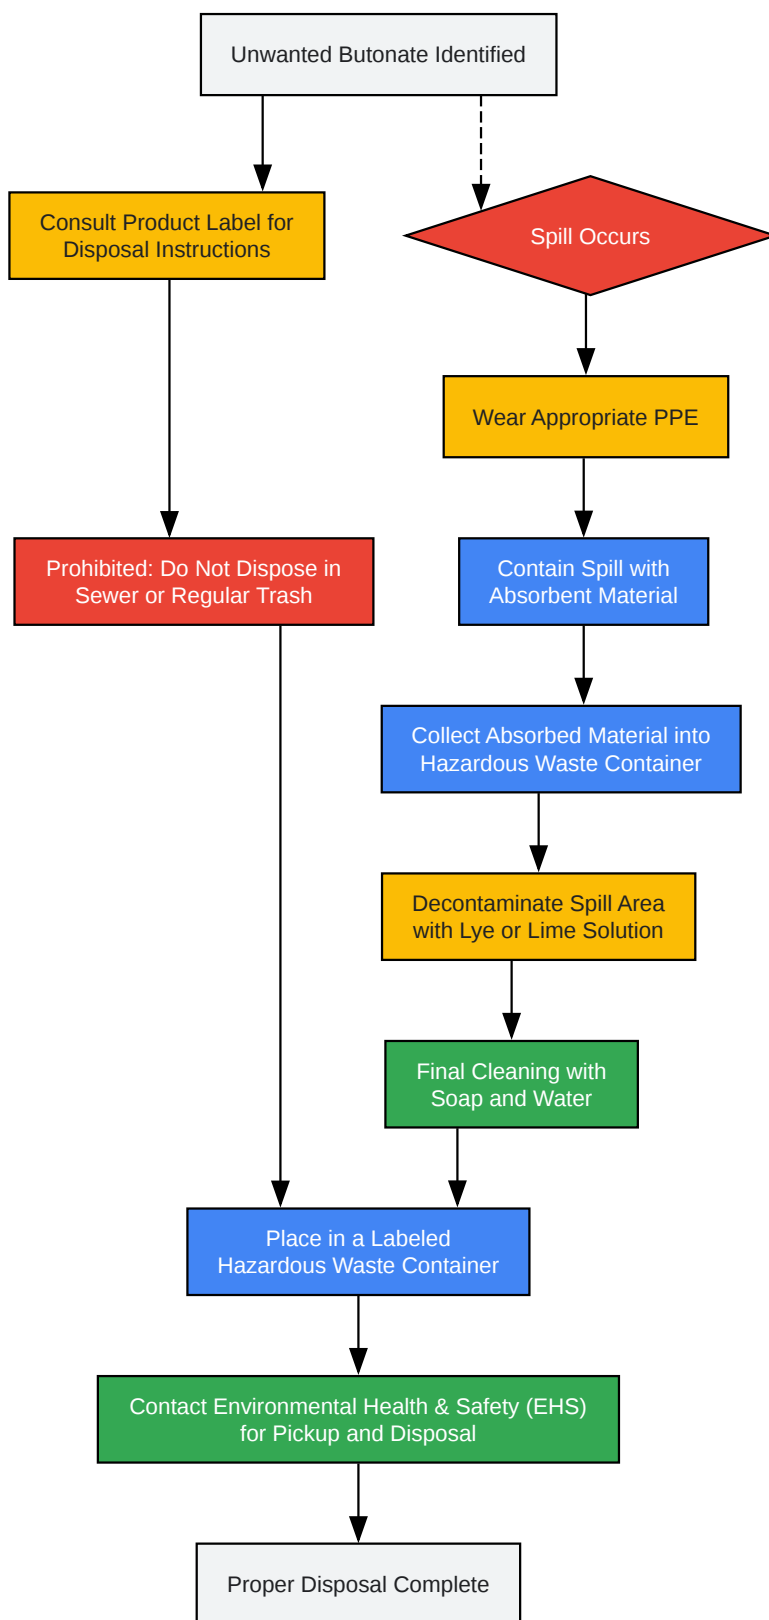 Unwanted Butonate Identified
Consult Product Label for
Disposal Instructions
Spill Occurs
Wear Appropriate PPE
Prohibited: Do Not Dispose in
Sewer or Regular Trash
Contain Spill with
Absorbent Material
Collect Absorbed Material into
Hazardous Waste Container
Decontaminate Spill Area
with Lye or Lime Solution
Final Cleaning with
Soap and Water
Place in a Labeled
Hazardous Waste Container
Contact Environmental Health & Safety (EHS)
for Pickup and Disposal
Proper Disposal Complete